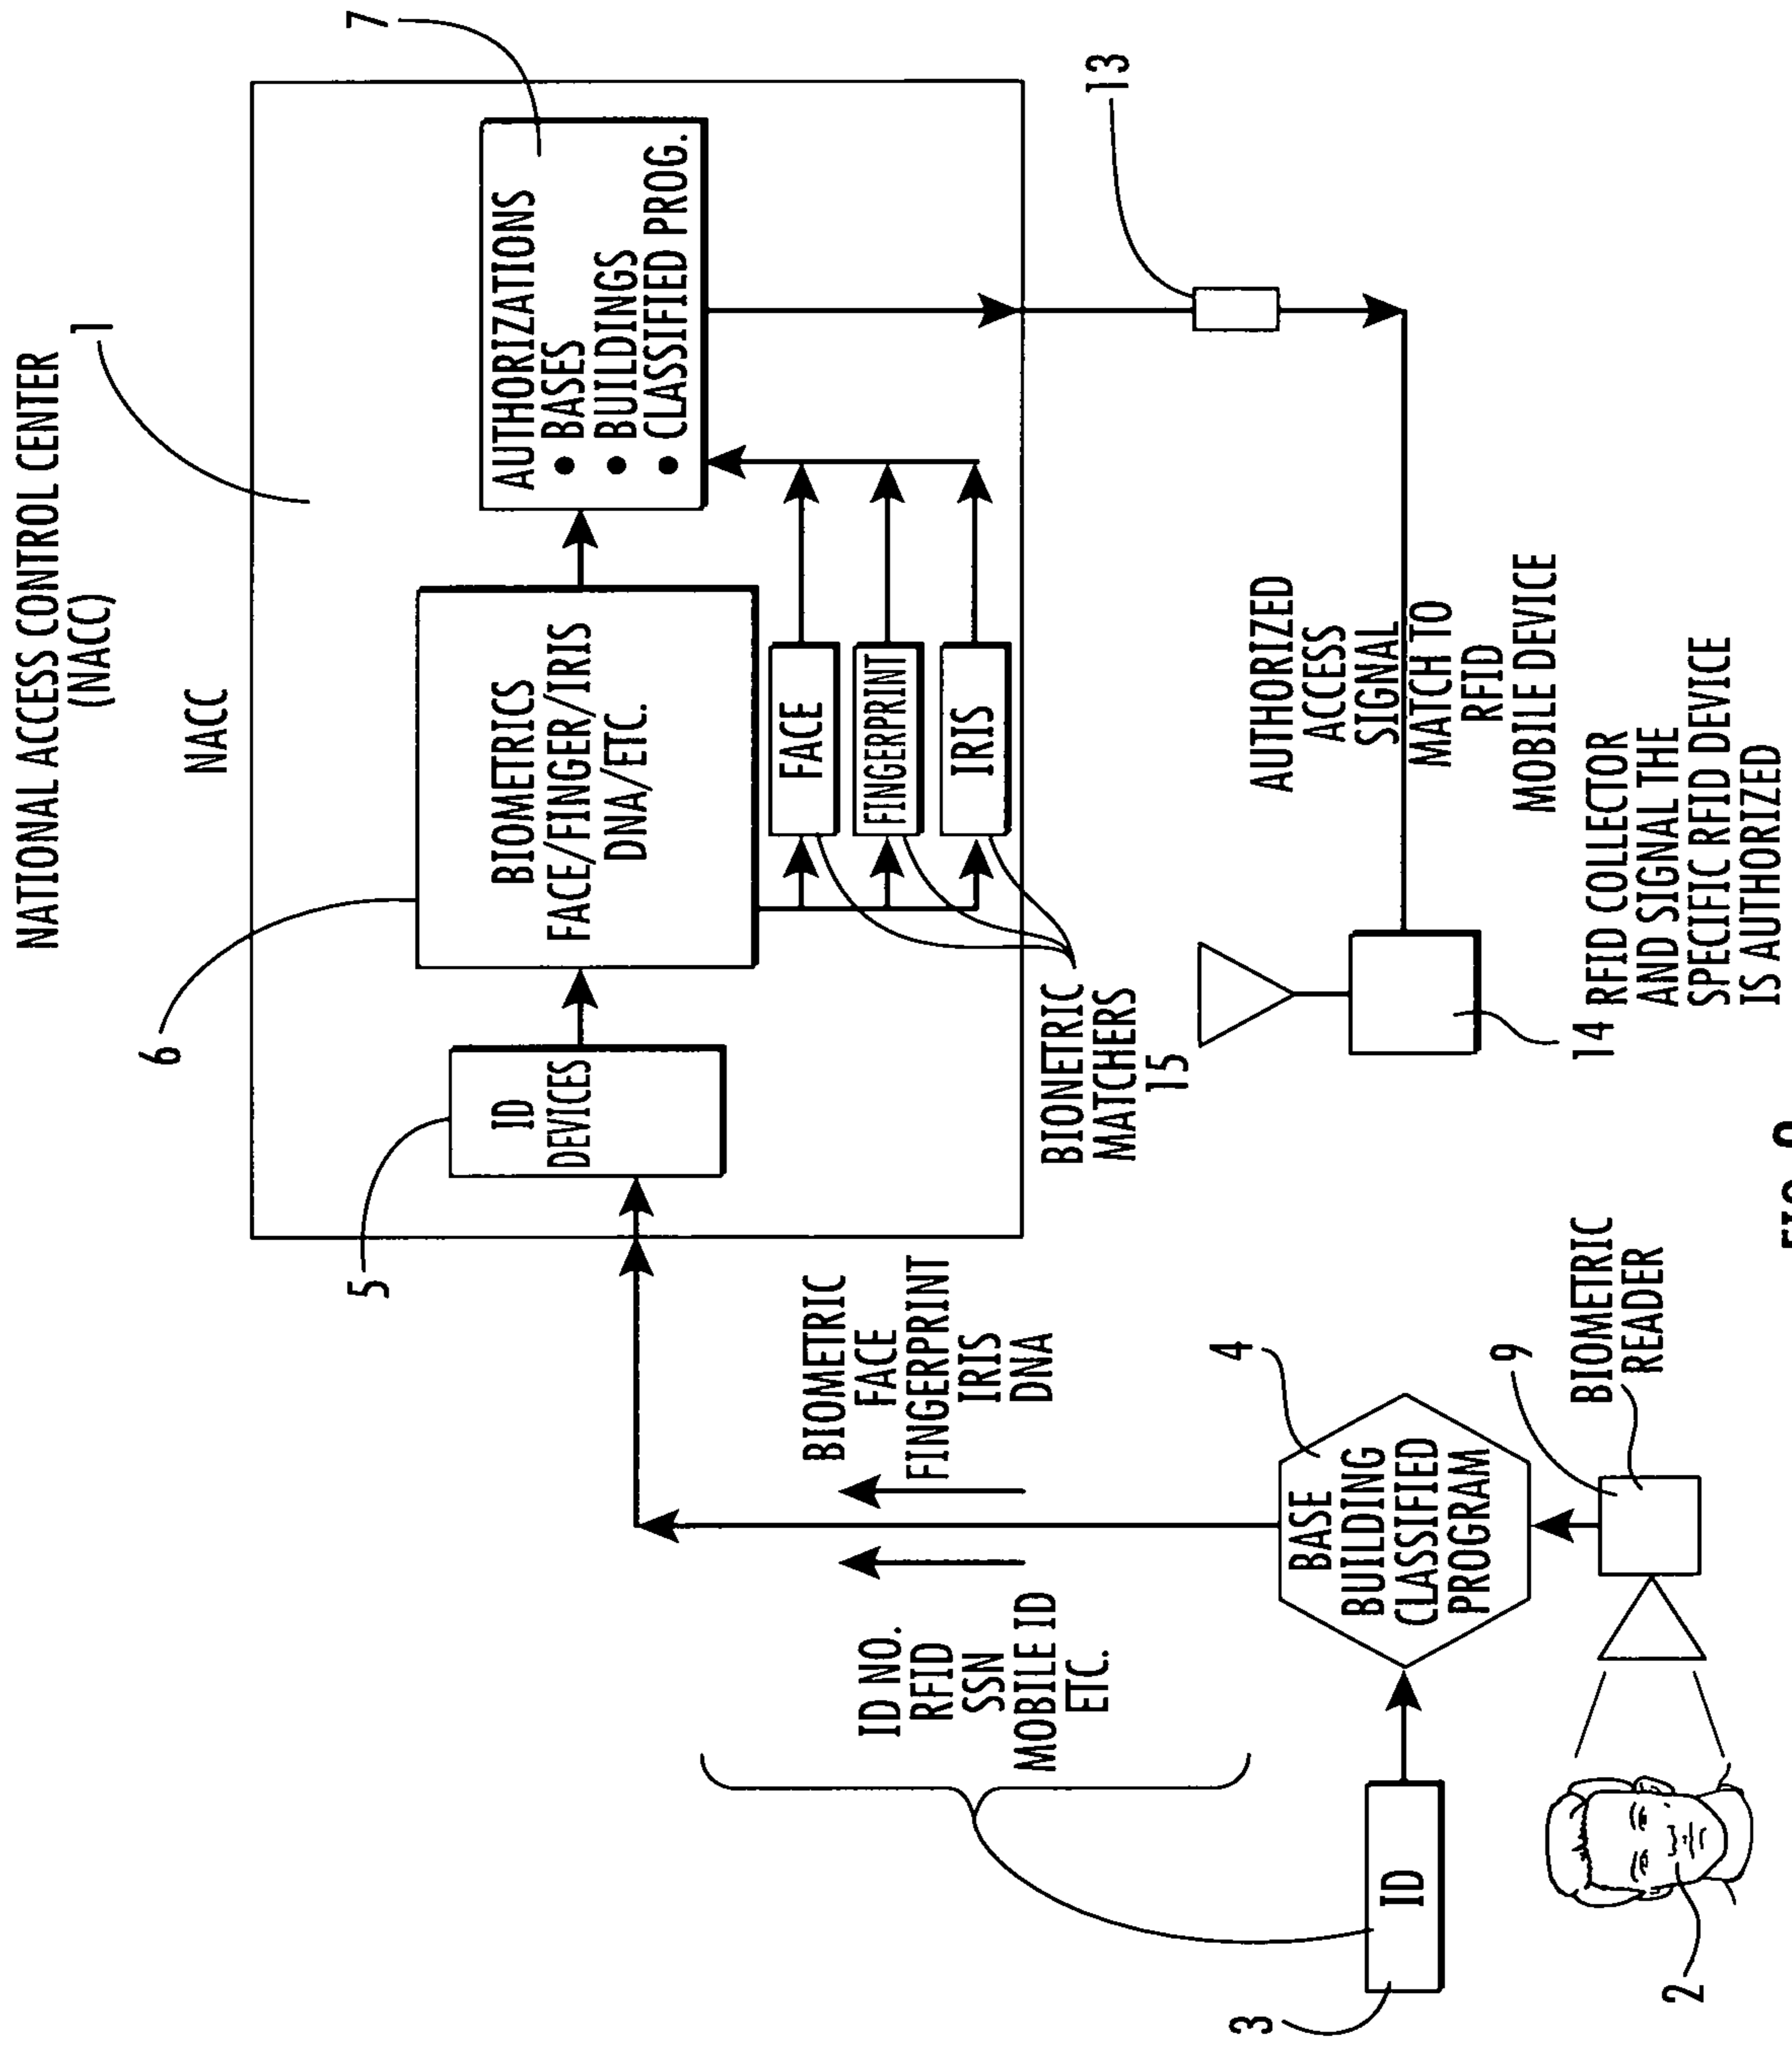 NATIONAL ACCESS CONTROL CENTER
(NACC)
1
NACC
7
6
5
ID
DEVICES
BIOMETRICS
FACE/FINGER/IRIS
DNA/ETC.
AUTHORIZATIONS
● BASES
● BUILDINGS
● CLASSIFIED PROG.
FACE
FINGERPRINT
IRIS
BIONETRIC
MATCHERS
15
13
BIOMETRIC
FACE
FINGERPRINT
IRIS
DNA
ID NO.
RFID
SSN
MOBILE ID
ETC.
3
ID
4
BASE
BUILDING
CLASSIFIED
PROGRAM
AUTHORIZED
ACCESS
SIGNAL
MATCH TO
RFID
MOBILE DEVICE
14
RFID COLLECTOR
AND SIGNAL THE
SPECIFIC RFID DEVICE
IS AUTHORIZED
9
BIOMETRIC
READER
2